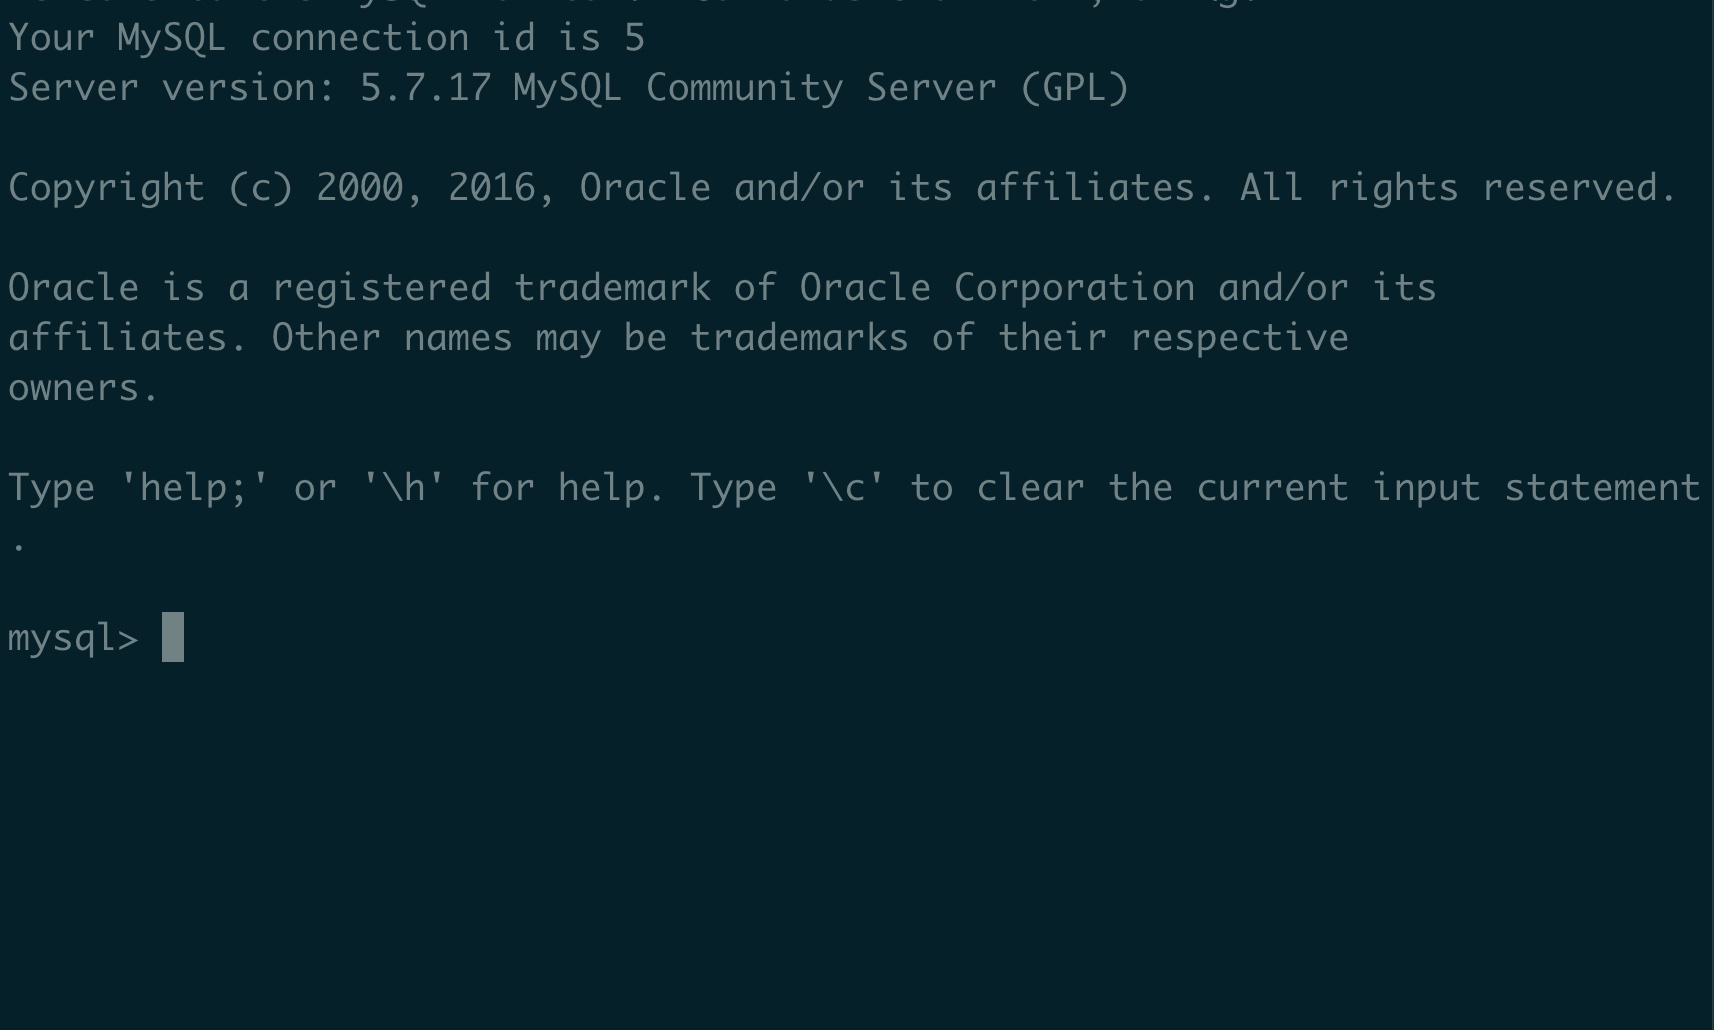 Your MySQL connection id is 5
Server version: 5.7.17 MySQL Community Server (GPL)
Copyright (c) 2000, 2016, Oracle and/or its affiliates. All rights reserved.
Oracle is a registered trademark of Oracle Corporation and/or its
affiliates. Other names may be trademarks of their respective
owners.
Type 'help;' or '\h' for help. Type '\c' to clear the current input statement
.
mysql>